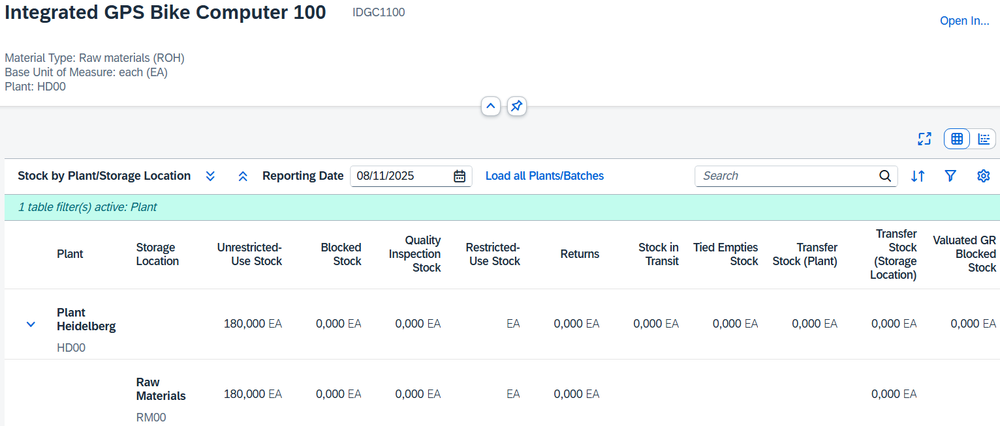 Integrated GPS Bike Computer 100 IDGC1100
Open In...
Material Type: Raw materials (ROH)
Base Unit of Measure: each (EA)
Plant: HD00
Stock by Plant/Storage Location Reporting Date 08/11/2025 Load all Plants/Batches Search
1 table filter(s) active: Plant
Plant
Storage
Location
Unrestricted-
Use Stock
Blocked
Stock
Quality
Inspection
Stock
Restricted-
Use Stock
Returns
Stock in
Transit
Tied Empties
Stock
Transfer
Stock (Plant)
Transfer
Stock
(Storage
Location)
Valuated GR
Blocked
Stock
Plant
Heidelberg
HD00
180,000 EA 0,000 EA 0,000 EA EA 0,000 EA 0,000 EA 0,000 EA 0,000 EA 0,000 EA 0,000 EA
Raw
Materials
RM00
180,000 EA 0,000 EA 0,000 EA EA 0,000 EA 0,000 EA